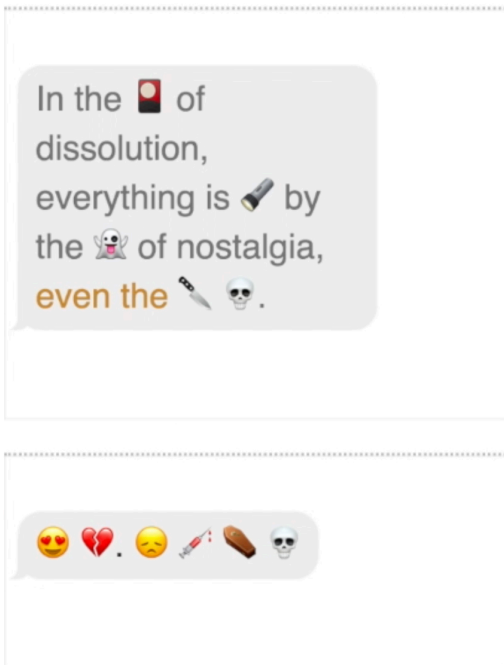 In the 🎴 of
dissolution,
everything is 🔦 by
the 👻 of nostalgia,
even the 🔪 💀.
😍 💔. 😞 💉 ⚰️ 💀